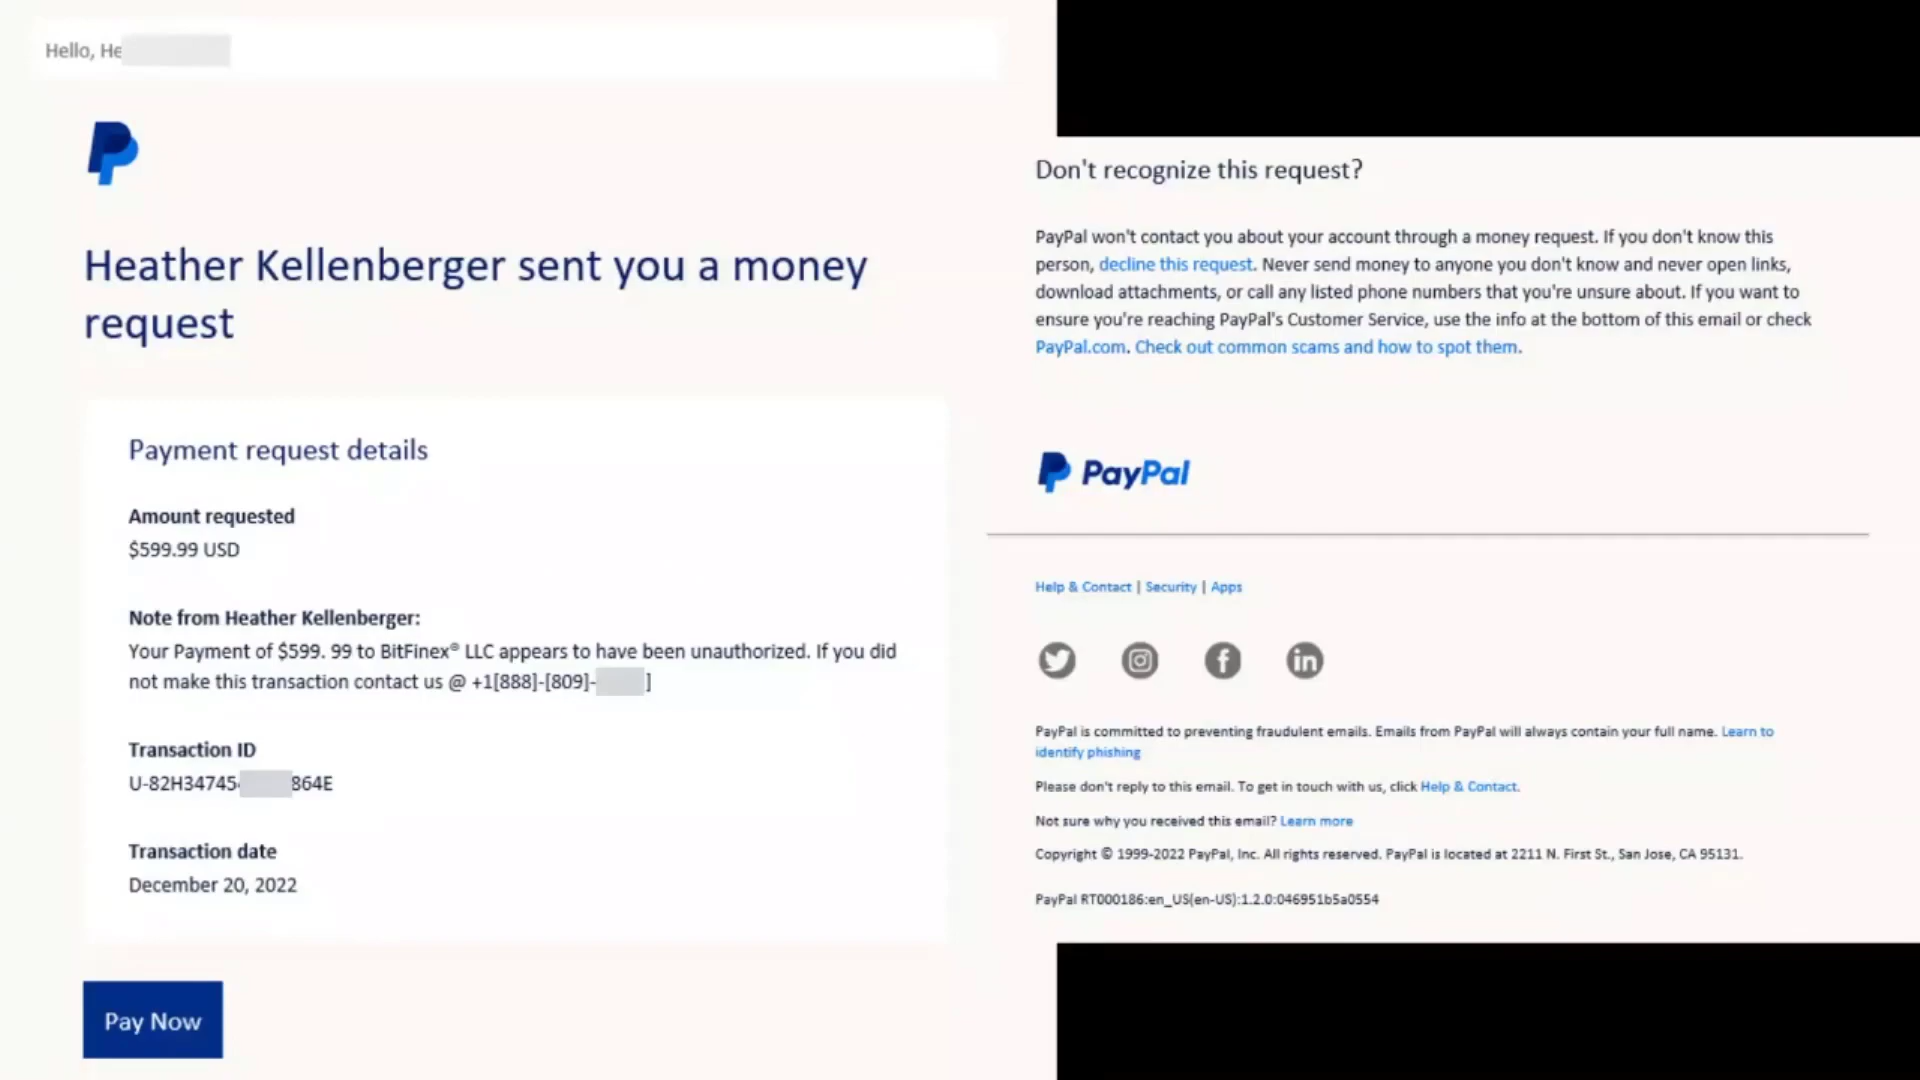 Hello, He
Heather Kellenberger sent you a money
request
Payment request details
Amount requested
$599.99 USD
Note from Heather Kellenberger:
Your Payment of $599. 99 to BitFinex® LLC appears to have been unauthorized. If you did
not make this transaction contact us @ +1[888]-[809]- ]
Transaction ID
U-82H34745 864E
Transaction date
December 20, 2022
Pay Now
Don't recognize this request?
PayPal won't contact you about your account through a money request. If you don't know this
person, decline this request. Never send money to anyone you don't know and never open links,
download attachments, or call any listed phone numbers that you're unsure about. If you want to
ensure you're reaching PayPal's Customer Service, use the info at the bottom of this email or check
PayPal.com. Check out common scams and how to spot them.
PayPal
Help & Contact | Security | Apps
PayPal is committed to preventing fraudulent emails. Emails from PayPal will always contain your full name. Learn to
identify phishing
Please don't reply to this email. To get in touch with us, click Help & Contact.
Not sure why you received this email? Learn more
Copyright © 1999-2022 PayPal, Inc. All rights reserved. PayPal is located at 2211 N. First St., San Jose, CA 95131.
PayPal RT000186:en_US(en-US):1.2.0:046951b5a0554